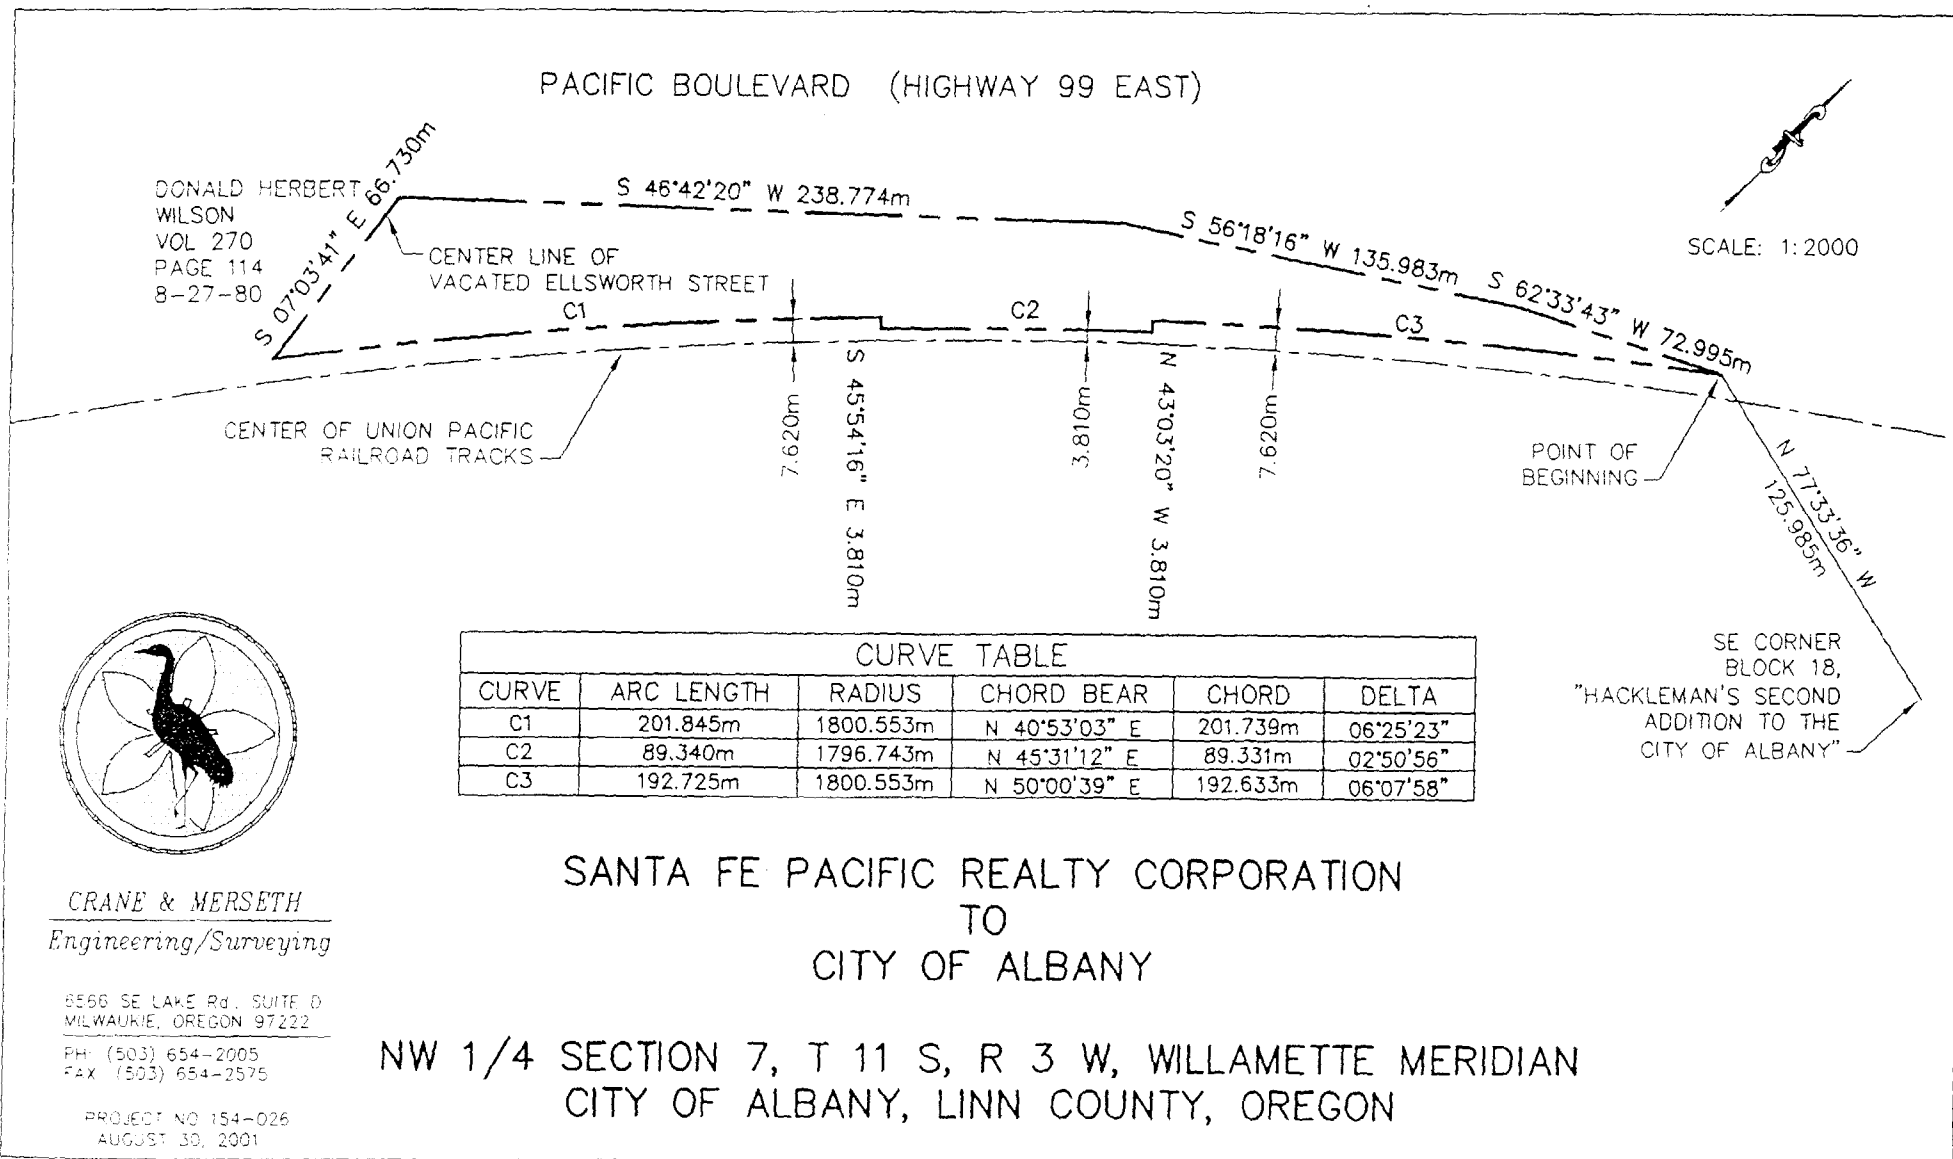 PACIFIC BOULEVARD (HIGHWAY 99 EAST)
DONALD HERBERT
WILSON
VOL 270
PAGE 114
8-27-80
S 07°03'41" E 66.730m
S 46°42'20" W 238.774m
S 56°18'16" W 135.983m
S 62°33'43" W 72.995m
SCALE: 1:2000
CENTER LINE OF
VACATED ELLSWORTH STREET
C1
C2
C3
CENTER OF UNION PACIFIC
RAILROAD TRACKS
7.620m
S 45°54'16" E 3.810m
3.810m
N 43°03'20" W 3.810m
7.620m
POINT OF
BEGINNING
N 77°33'36" W
125.985m
SE CORNER
BLOCK 18,
"HACKLEMAN'S SECOND
ADDITION TO THE
CITY OF ALBANY"
CURVE TABLE
CURVE ARC LENGTH RADIUS CHORD BEAR CHORD DELTA
C1 201.845m 1800.553m N 40°53'03" E 201.739m 06°25'23"
C2 89.340m 1796.743m N 45°31'12" E 89.331m 02°50'56"
C3 192.725m 1800.553m N 50°00'39" E 192.633m 06°07'58"
CRANE & MERSETH
Engineering/Surveying
6566 SE LAKE Rd., SUITE D
MILWAUKIE, OREGON 97222
PH: (503) 654-2005
FAX (503) 654-2575
PROJECT NO 154-026
AUGUST 30, 2001
SANTA FE PACIFIC REALTY CORPORATION
TO
CITY OF ALBANY
NW 1/4 SECTION 7, T 11 S, R 3 W, WILLAMETTE MERIDIAN
CITY OF ALBANY, LINN COUNTY, OREGON